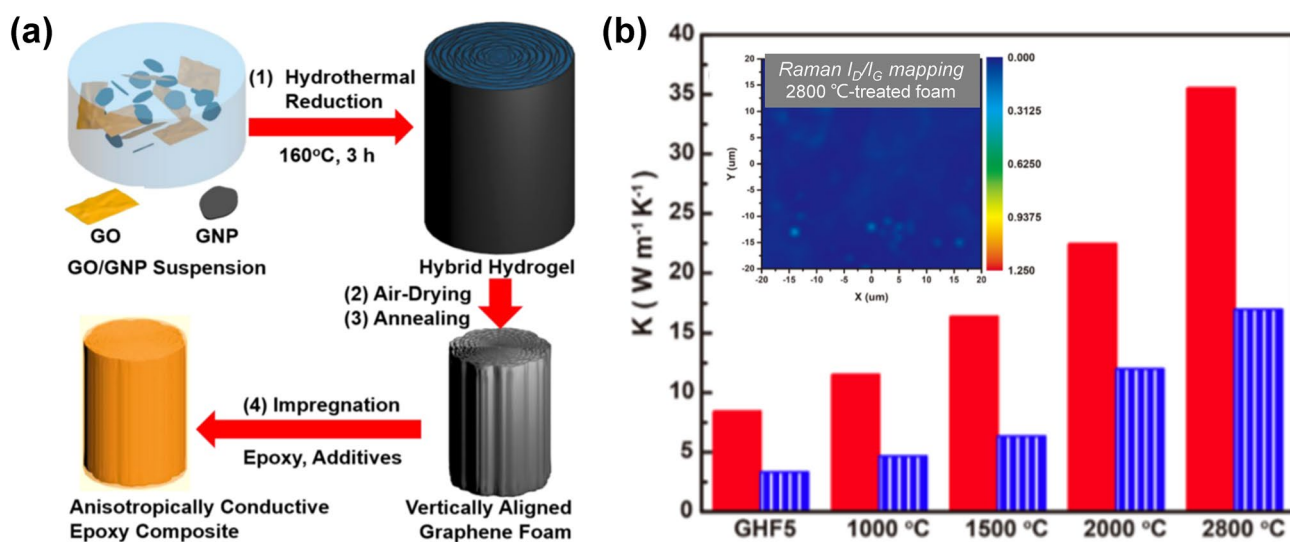 (a)
(1) Hydrothermal
Reduction
160°C, 3 h
GO
GNP
GO/GNP Suspension
Hybrid Hydrogel
(2) Air-Drying
(3) Annealing
(4) Impregnation
Epoxy, Additives
Anisotropically Conductive
Epoxy Composite
Vertically Aligned
Graphene Foam
(b)
K ( W m⁻¹ K⁻¹)
40
35
30
25
20
15
10
5
0
GHF5 1000 °C 1500 °C 2000 °C 2800 °C
Raman I_D/I_G mapping
2800 °C-treated foam
Y (um)
20
15
10
5
0
-5
-10
-15
-20
-20 -15 -10 -5 0 5 10 15 20
X (um)
0.000
0.3125
0.6250
0.9375
1.250